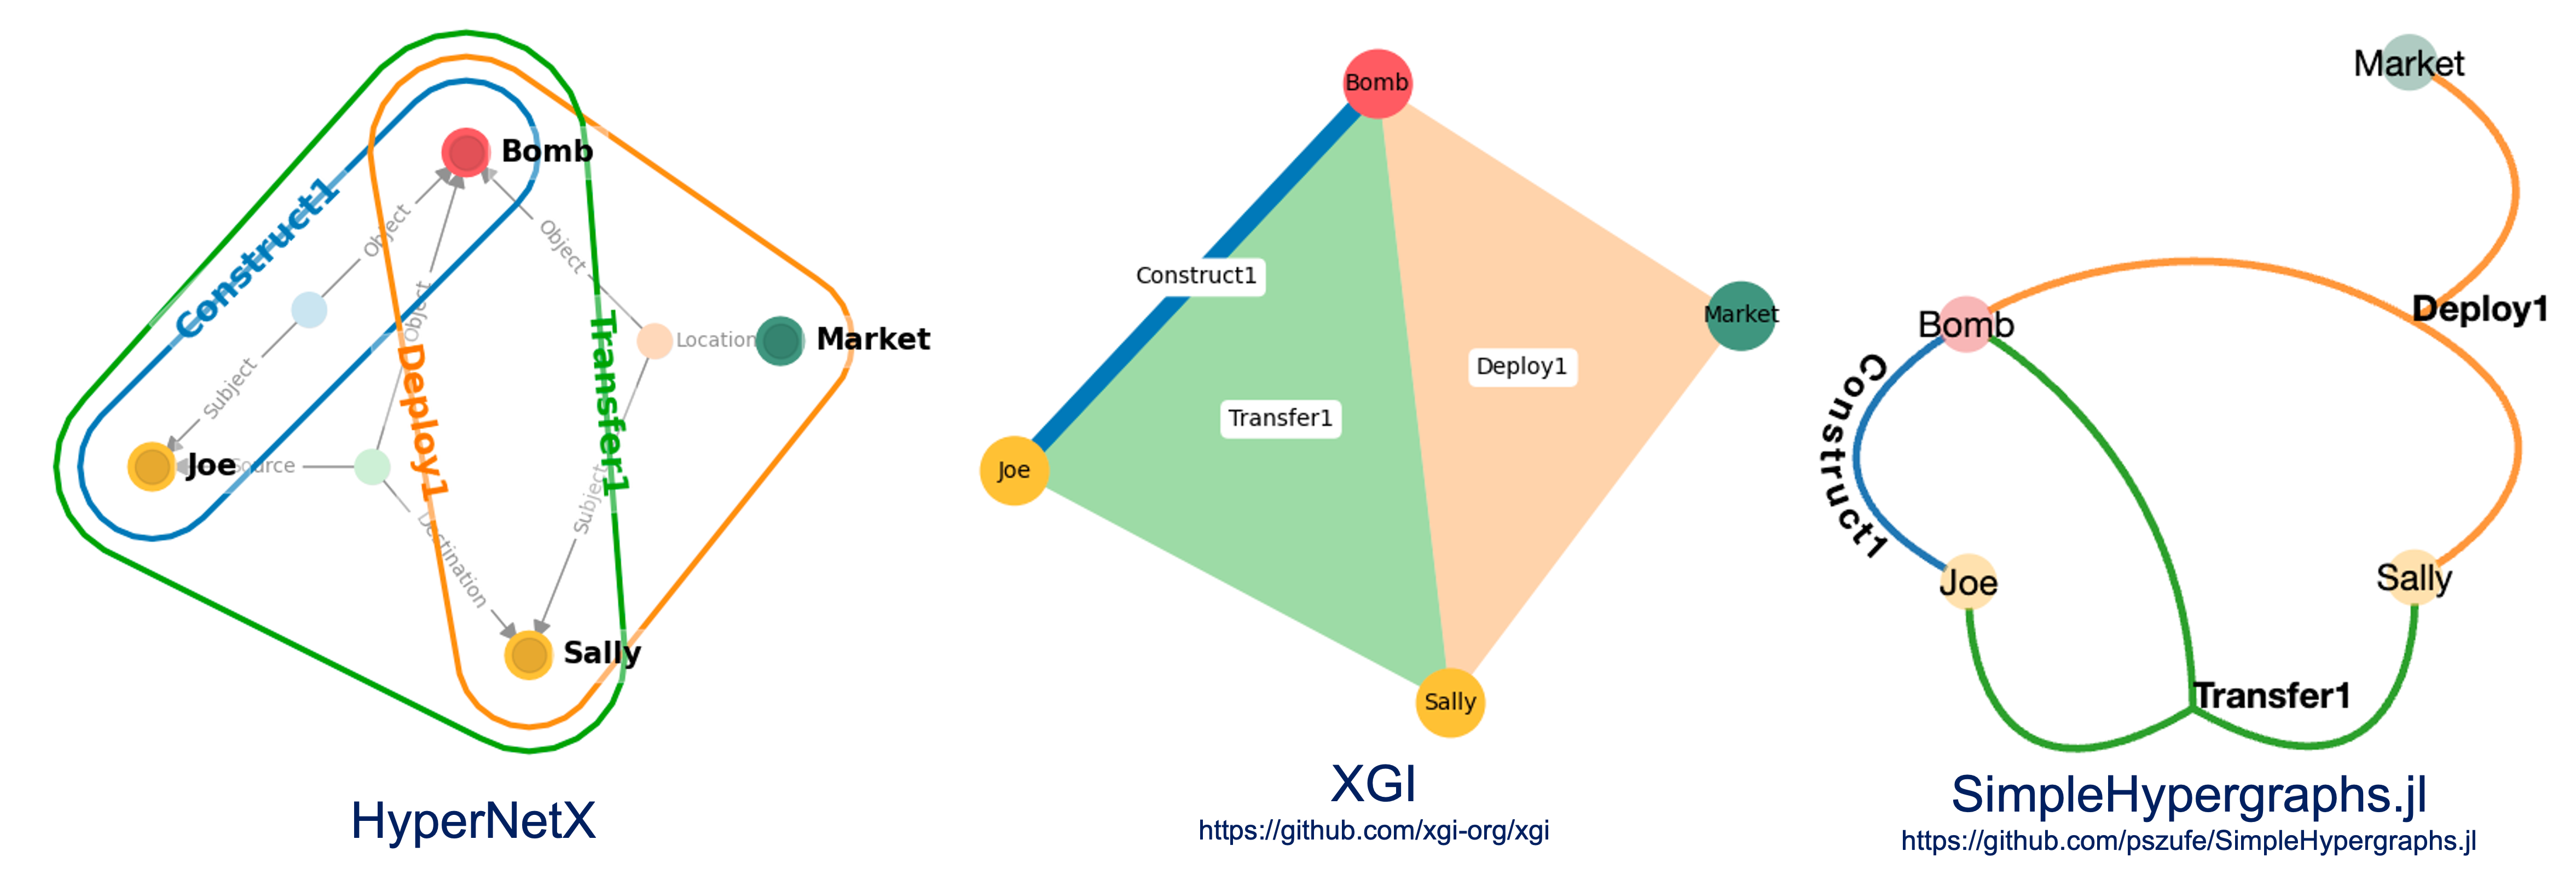 Bomb
Construct1
Object
Object
Object
Transfer1
Location
Market
Deploy1
Subject
Joe
Source
Subject
Destination
Sally
HyperNetX
Bomb
Construct1
Market
Deploy1
Transfer1
Joe
Sally
XGI
https://github.com/xgi-org/xgi
Market
Deploy1
Bomb
Construct1
Joe
Sally
Transfer1
SimpleHypergraphs.jl
https://github.com/pszufe/SimpleHypergraphs.jl